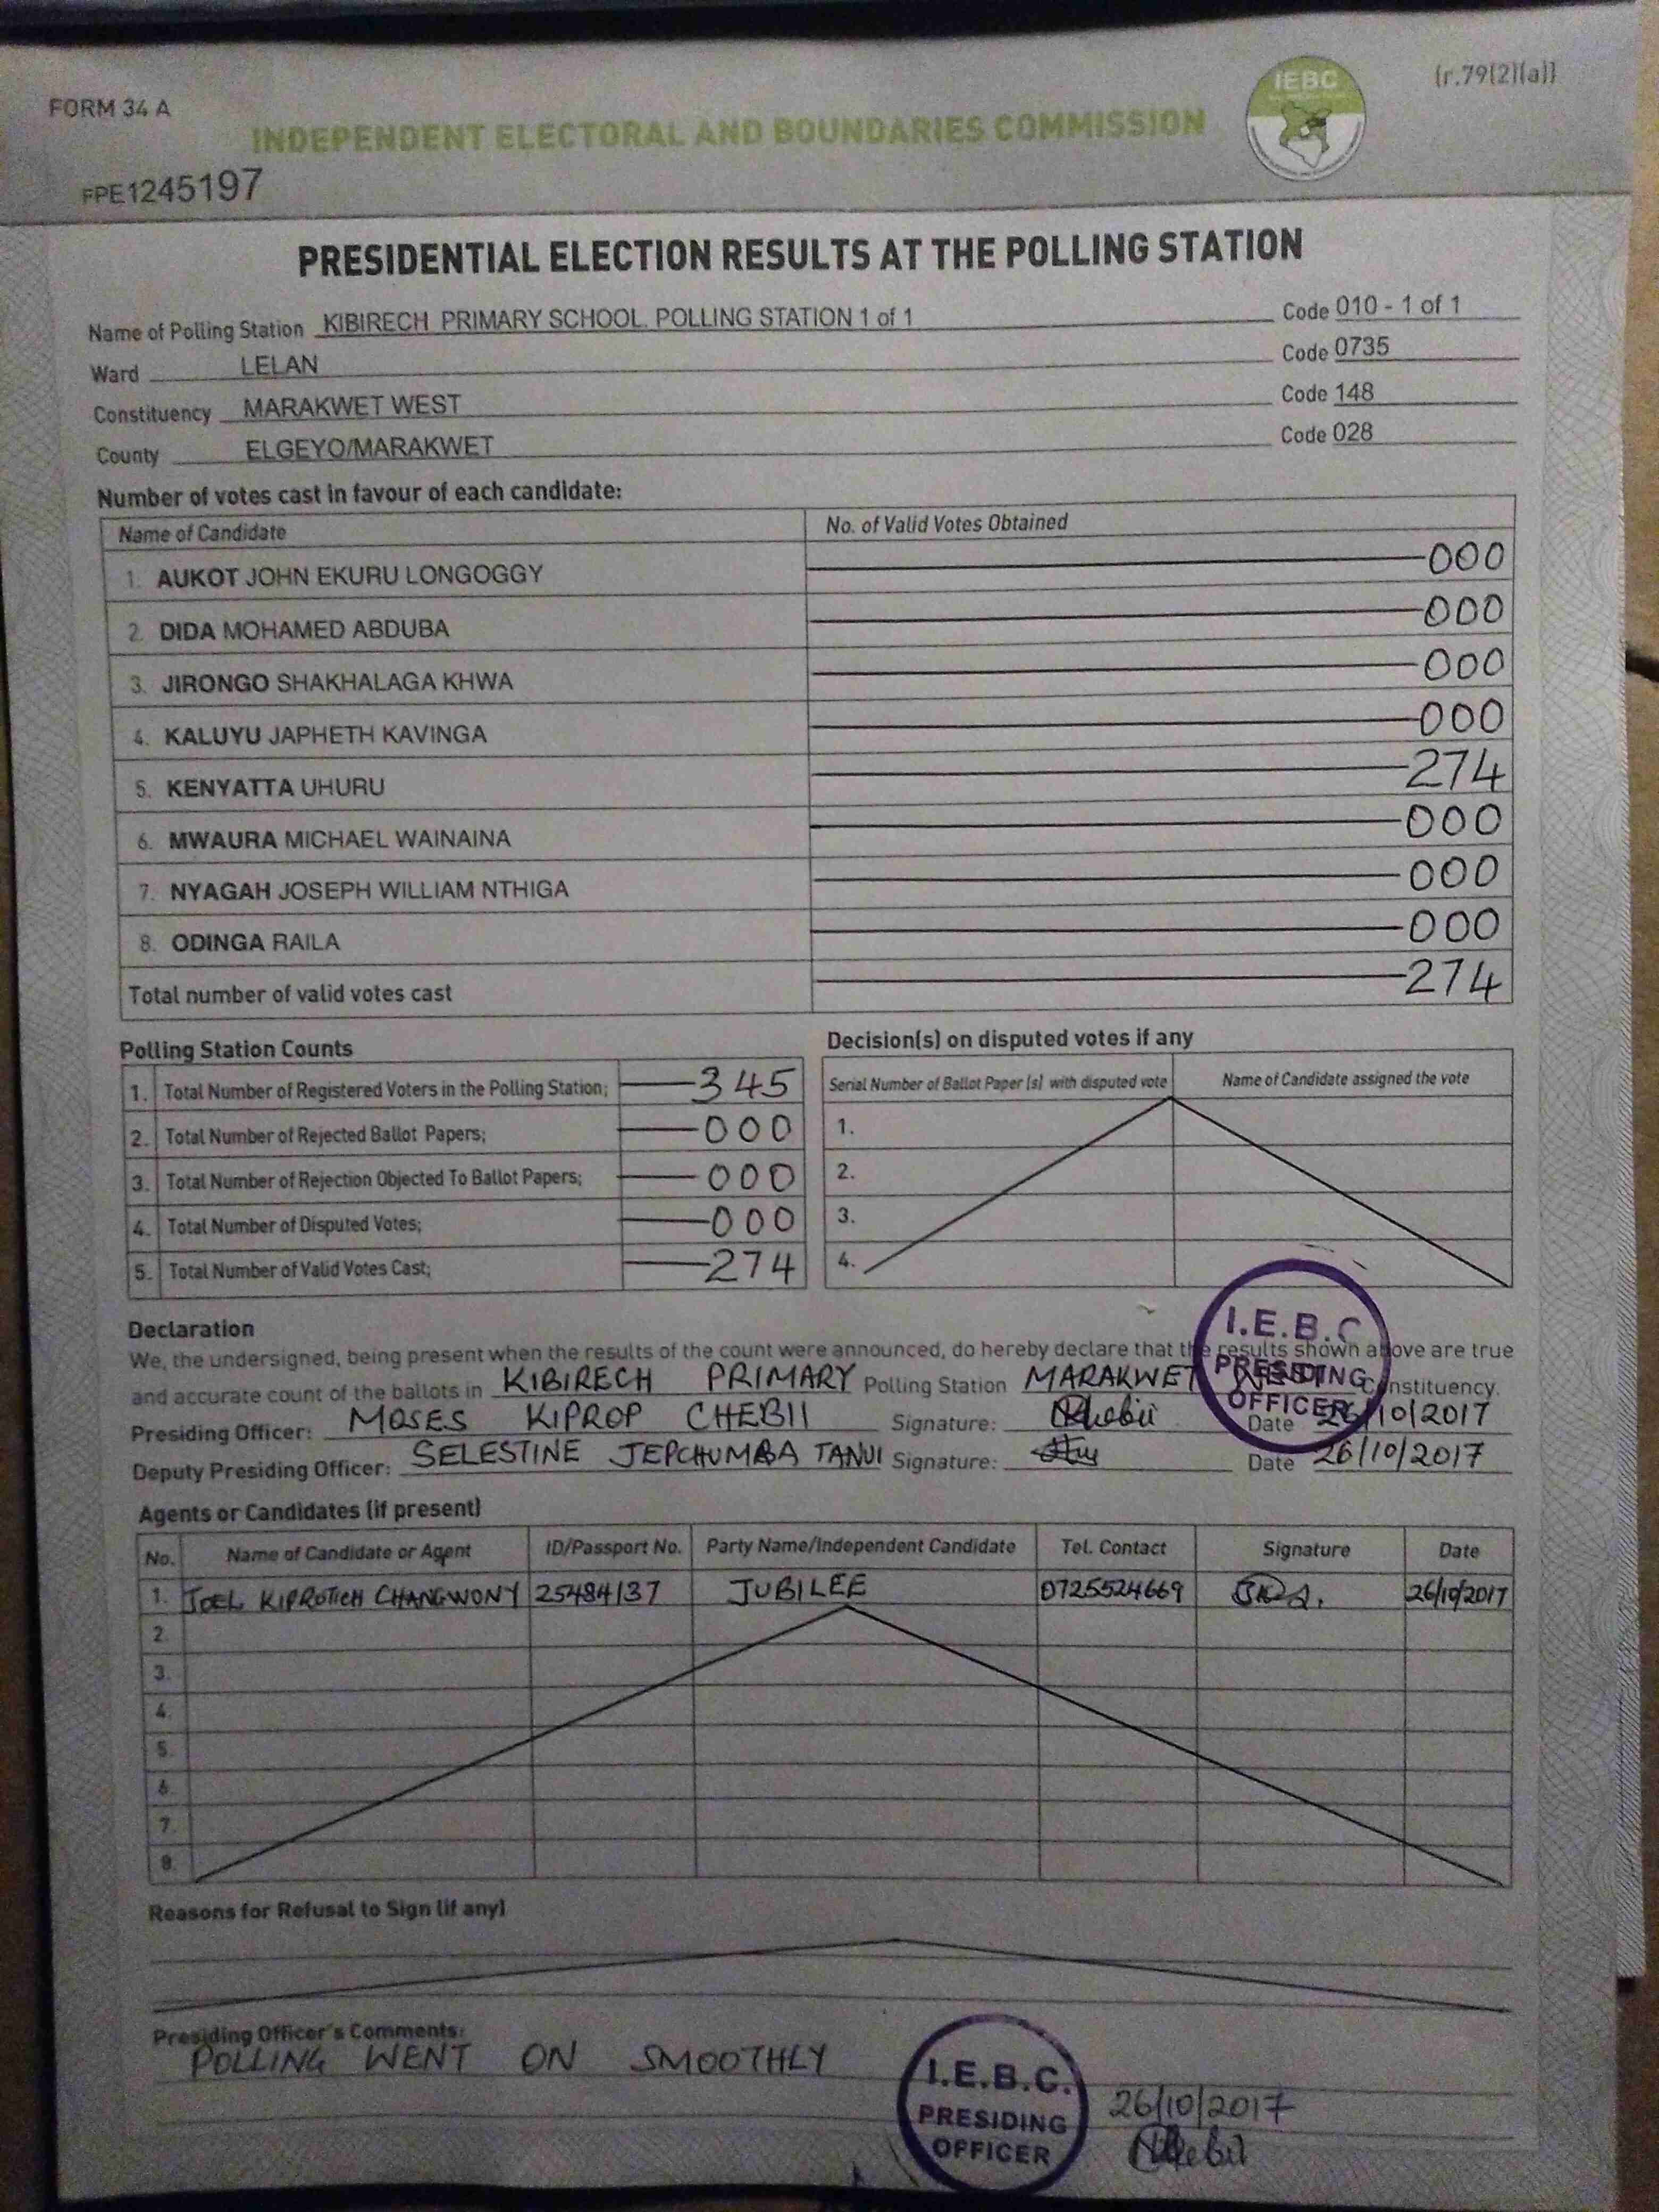 (r.79(2)(a))
FORM 34 A
IEBC
INDEPENDENT ELECTORAL AND BOUNDARIES COMMISSION
FPE1245197
PRESIDENTIAL ELECTION RESULTS AT THE POLLING STATION
Name of Polling Station KIBIRECH PRIMARY SCHOOL. POLLING STATION 1 of 1 Code 010 - 1 of 1
Ward LELAN Code 0735
Constituency MARAKWET WEST Code 148
County ELGEYO/MARAKWET Code 028
Number of votes cast in favour of each candidate:
Name of Candidate No. of Valid Votes Obtained
1. AUKOT JOHN EKURU LONGOGGY 000
2. DIDA MOHAMED ABDUBA 000
3. JIRONGO SHAKHALAGA KHWA 000
4. KALUYU JAPHETH KAVINGA 000
5. KENYATTA UHURU 274
6. MWAURA MICHAEL WAINAINA 000
7. NYAGAH JOSEPH WILLIAM NTHIGA 000
8. ODINGA RAILA 000
Total number of valid votes cast 274
Polling Station Counts
1. Total Number of Registered Voters in the Polling Station; 345
2. Total Number of Rejected Ballot Papers; 000
3. Total Number of Rejection Objected To Ballot Papers; 000
4. Total Number of Disputed Votes; 000
5. Total Number of Valid Votes Cast; 274
Decision(s) on disputed votes if any
Serial Number of Ballot Paper (s) with disputed vote Name of Candidate assigned the vote
1.
2.
3.
4.
I.E.B.C
PRESIDING
OFFICER
Declaration
We, the undersigned, being present when the results of the count were announced, do hereby declare that the results shown above are true
and accurate count of the ballots in KIBIRECH PRIMARY Polling Station MARAKWET WEST Constituency.
Presiding Officer: MOSES KIPROP CHEBII Signature: Date 26/10/2017
Deputy Presiding Officer: SELESTINE JEPCHUMBA TANUI Signature: Date 26/10/2017
Agents or Candidates (if present)
No. Name of Candidate or Agent ID/Passport No. Party Name/Independent Candidate Tel. Contact Signature Date
1. JOEL KIPROTICH CHANGWONY 25484137 JUBILEE 0725524669 26/10/2017
2.
3.
4.
5.
6.
7.
8.
Reasons for Refusal to Sign (if any)
Presiding Officer's Comments:
POLLING WENT ON SMOOTHLY
I.E.B.C.
PRESIDING
OFFICER
26/10/2017